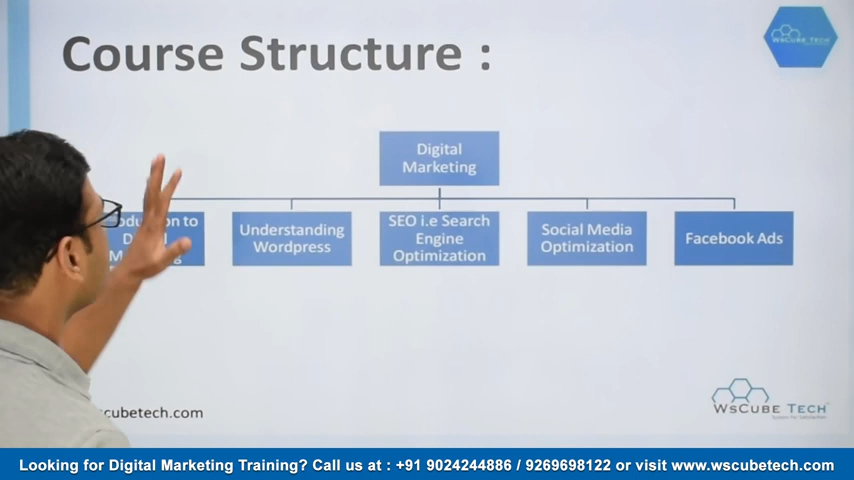 Course Structure :
WsCube Tech
Digital
Marketing
to
Understanding
Wordpress
SEO i.e Search
Engine
Optimization
Social Media
Optimization
Facebook Ads
cubetech.com
WsCube Tech
Looking for Digital Marketing Training? Call us at : +91 9024244886 / 9269698122 or visit www.wscubetech.com